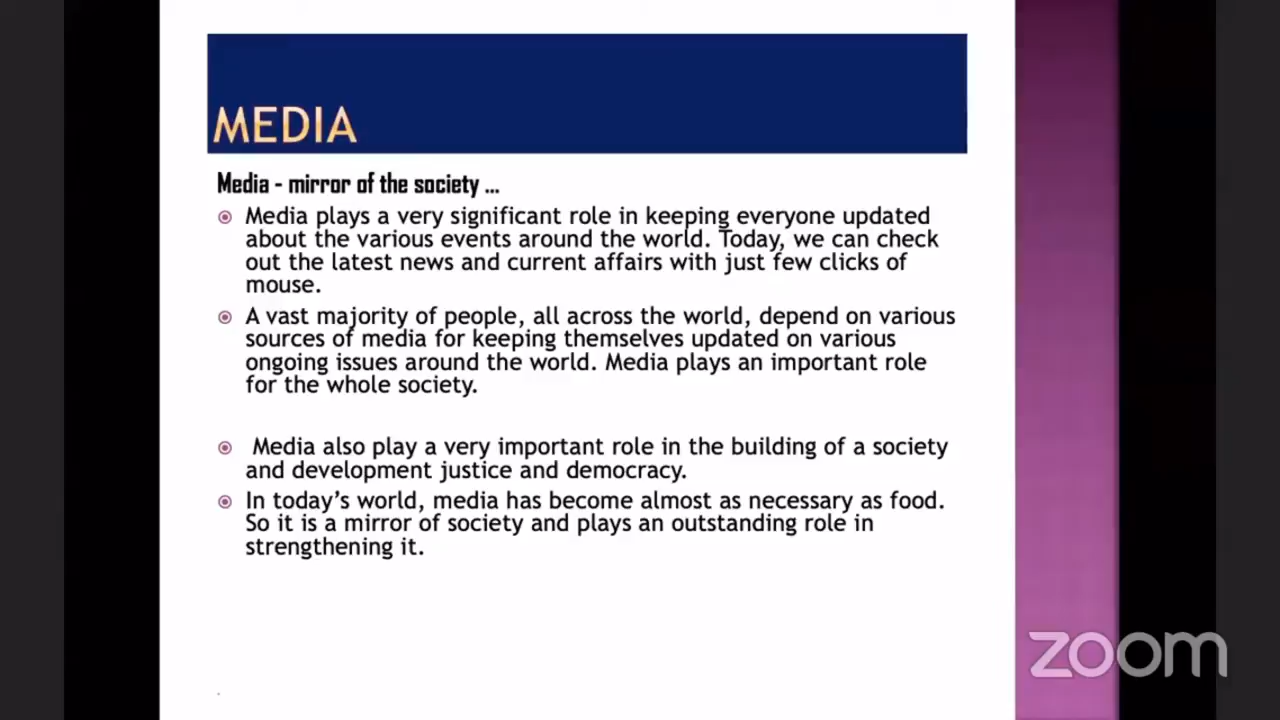 MEDIA
Media - mirror of the society ...
Media plays a very significant role in keeping everyone updated
about the various events around the world. Today, we can check
out the latest news and current affairs with just few clicks of
mouse.
A vast majority of people, all across the world, depend on various
sources of media for keeping themselves updated on various
ongoing issues around the world. Media plays an important role
for the whole society.
Media also play a very important role in the building of a society
and development justice and democracy.
In today's world, media has become almost as necessary as food.
So it is a mirror of society and plays an outstanding role in
strengthening it.
zoom